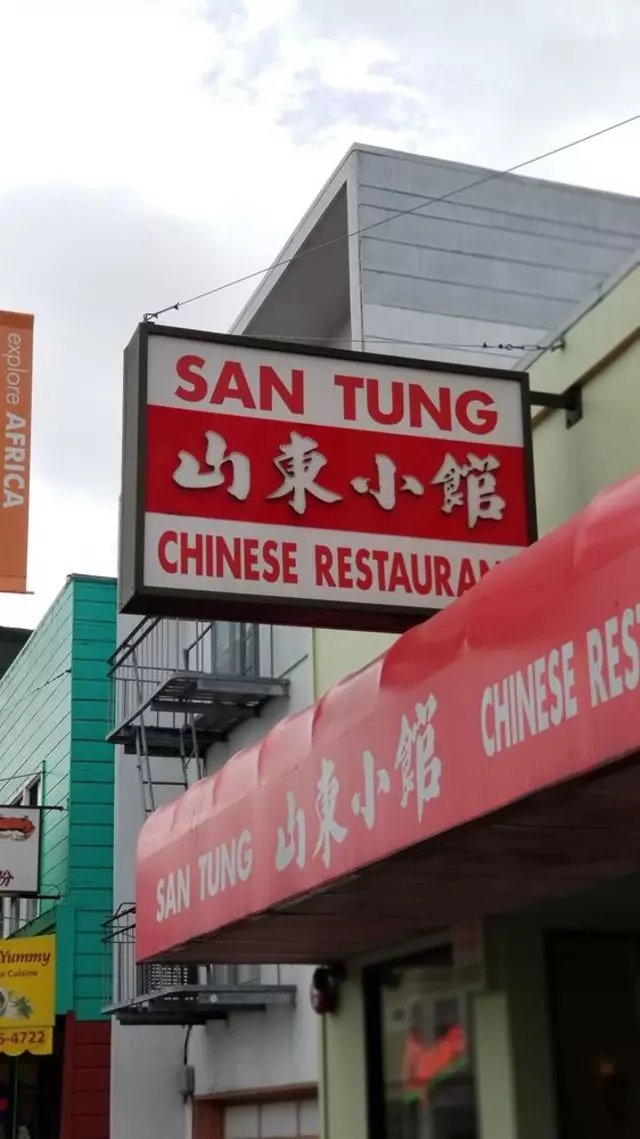 SAN TUNG
山東小館
CHINESE RESTAURAN
SAN TUNG 山東小館 CHINESE RES
explore AFRICA
Yummy
Cuisine
-4722